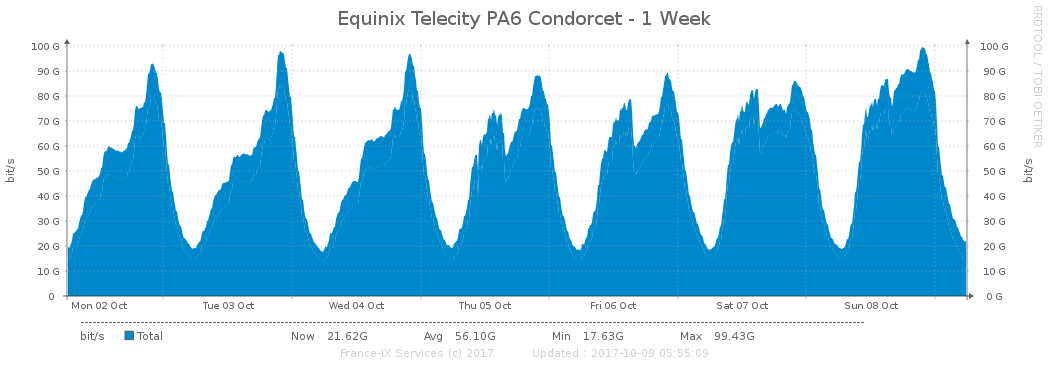 Equinix Telecity PA6 Condorcet - 1 Week
RRDTOOL / TOBI OETIKER
100 G 100 G
90 G 90 G
80 G 80 G
70 G 70 G
60 G 60 G
50 G 50 G
40 G 40 G
30 G 30 G
20 G 20 G
10 G 10 G
0 0 G
bit/s bit/s
Mon 02 Oct Tue 03 Oct Wed 04 Oct Thu 05 Oct Fri 06 Oct Sat 07 Oct Sun 08 Oct
bit/s Total Now 21.62G Avg 56.10G Min 17.63G Max 99.43G
France-IX Services (c) 2017 Updated : 2017-10-09 05:55:09